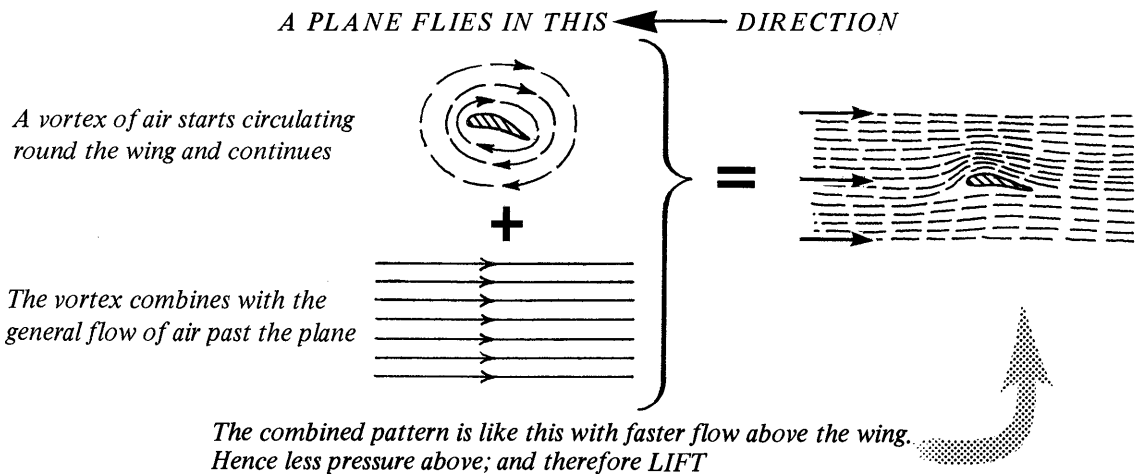 A PLANE FLIES IN THIS DIRECTION
A vortex of air starts circulating
round the wing and continues
+
=
The vortex combines with the
general flow of air past the plane
The combined pattern is like this with faster flow above the wing.
Hence less pressure above; and therefore LIFT